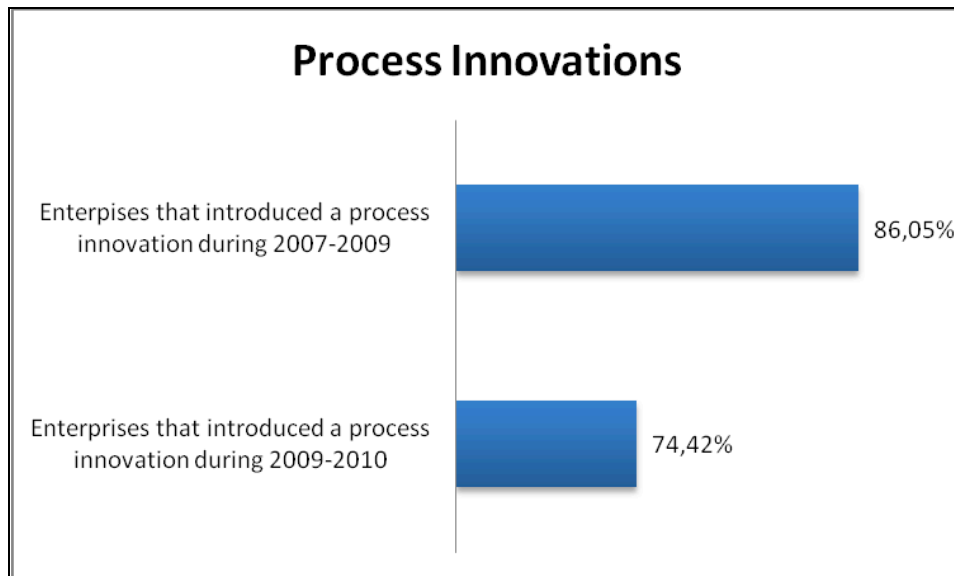 Process Innovations
Enterpises that introduced a process
innovation during 2007-2009
86,05%
Enterprises that introduced a process
innovation during 2009-2010
74,42%